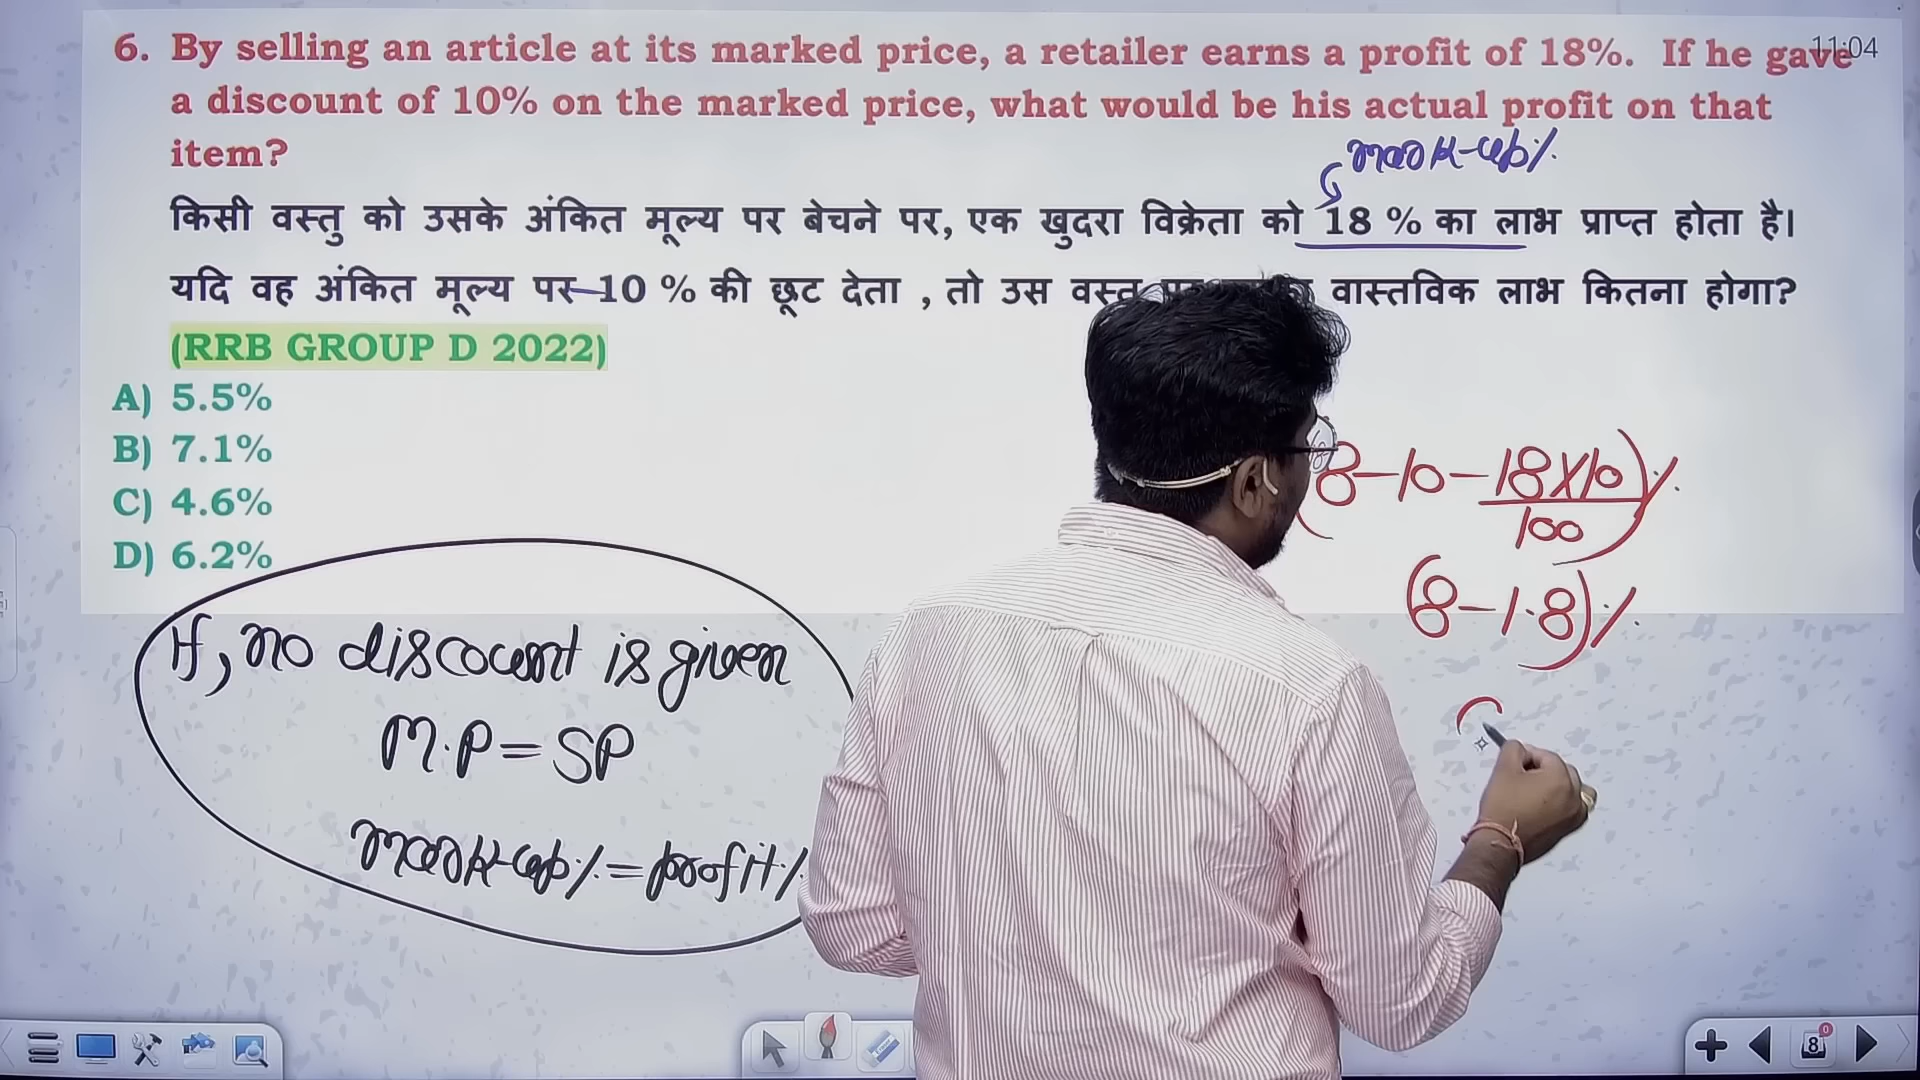 11:04
6. By selling an article at its marked price, a retailer earns a profit of 18%. If he gave
a discount of 10% on the marked price, what would be his actual profit on that
item?
mark-up%
किसी वस्तु को उसके अंकित मूल्य पर बेचने पर, एक खुदरा विक्रेता को 18 % का लाभ प्राप्त होता है।
यदि वह अंकित मूल्य पर 10 % की छूट देता , तो उस वस्तु वास्तविक लाभ कितना होगा?
(RRB GROUP D 2022)
A) 5.5%
B) 7.1%
C) 4.6%
D) 6.2%
8-10-18×10/100)%
(8-1.8)%
If, no discount is given
M.P=SP
mark-up%=profit%
8
0